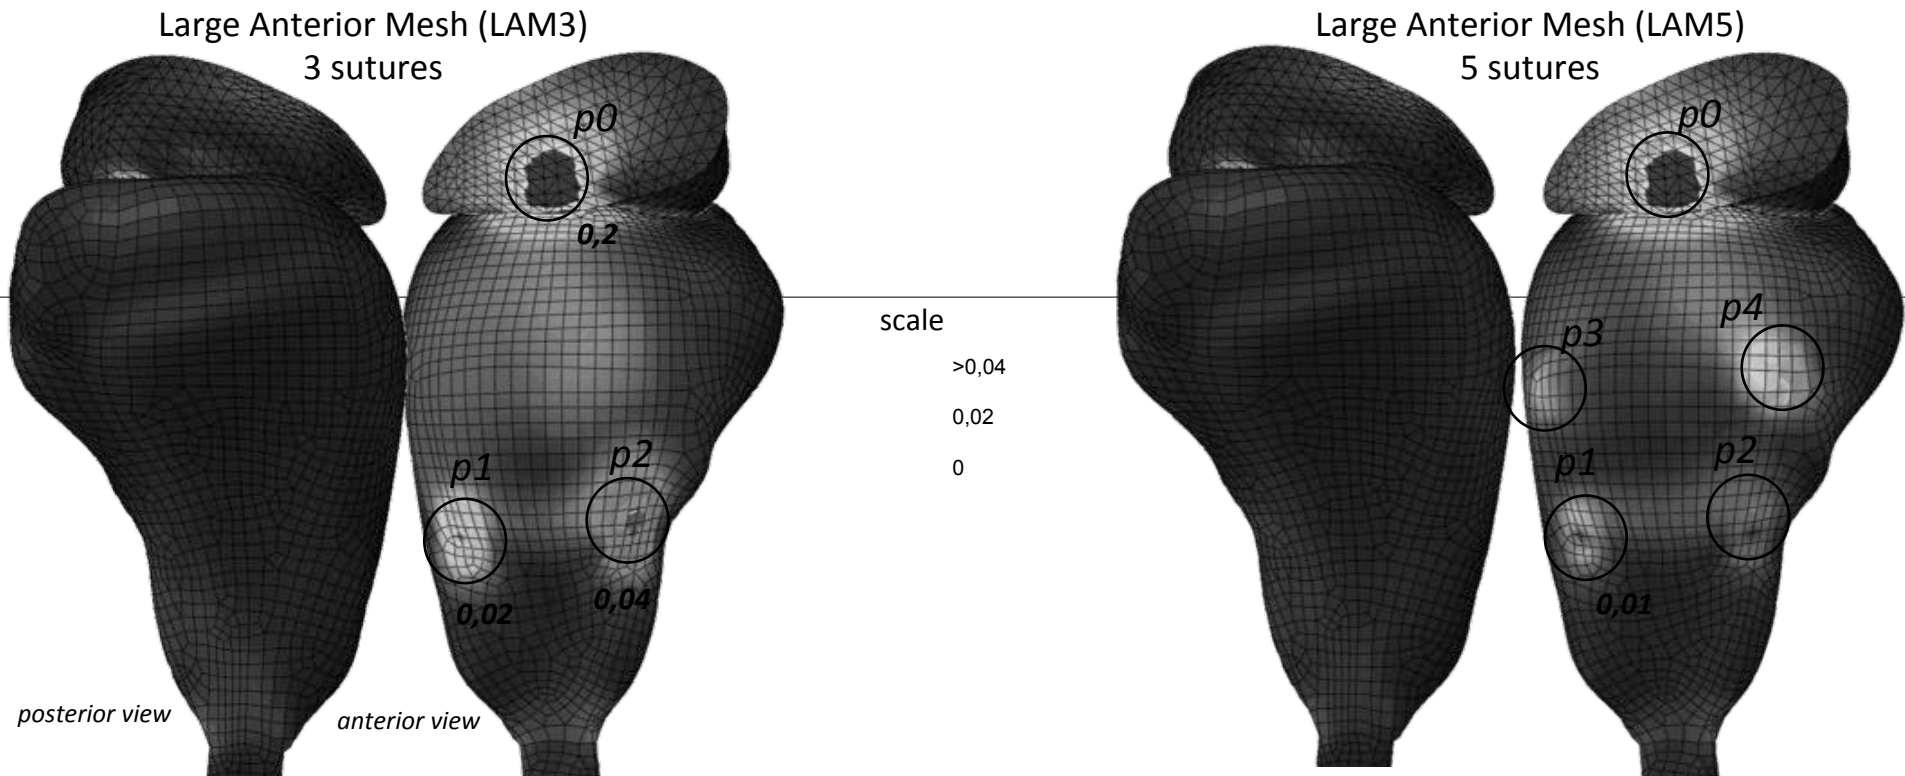 Large Anterior Mesh (LAM3)
3 sutures
p0
0,2
p1
p2
0,02
0,04
posterior view
anterior view
scale
>0,04
0,02
0
Large Anterior Mesh (LAM5)
5 sutures
p0
p4
p3
p1
p2
0,01